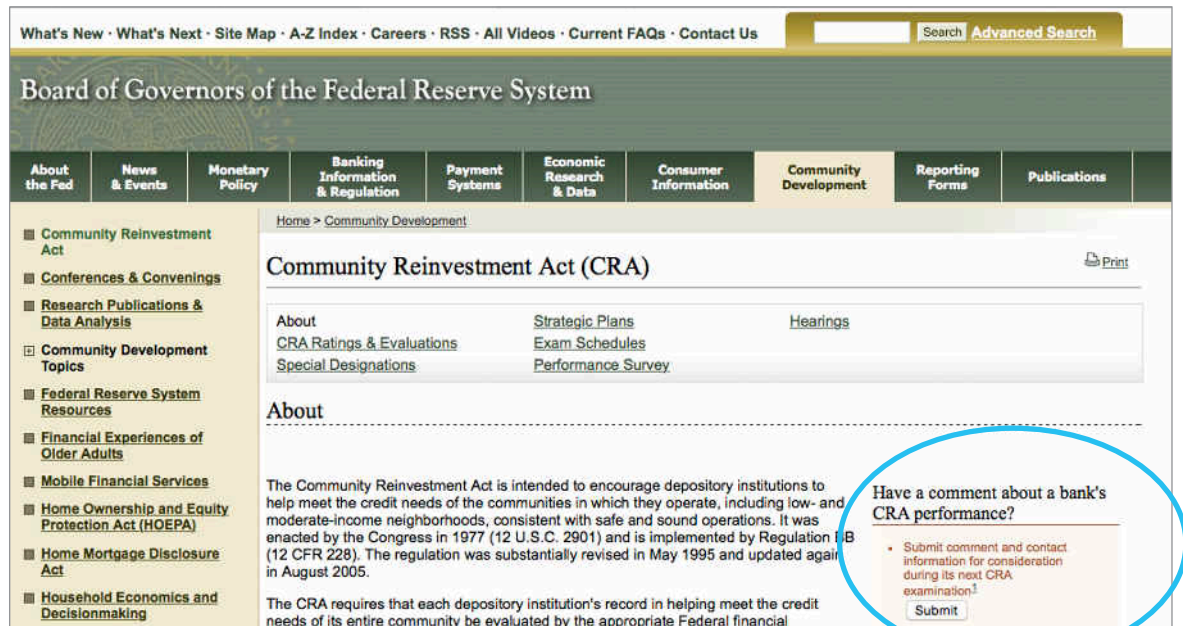 What's New · What's Next · Site Map · A-Z Index · Careers · RSS · All Videos · Current FAQs · Contact Us
Search Advanced Search
Board of Governors of the Federal Reserve System
About
the Fed
News
& Events
Monetary
Policy
Banking
Information
& Regulation
Payment
Systems
Economic
Research
& Data
Consumer
Information
Community
Development
Reporting
Forms
Publications
Community Reinvestment
Act
Conferences & Convenings
Research Publications &
Data Analysis
Community Development
Topics
Federal Reserve System
Resources
Financial Experiences of
Older Adults
Mobile Financial Services
Home Ownership and Equity
Protection Act (HOEPA)
Home Mortgage Disclosure
Act
Household Economics and
Decisionmaking
Home > Community Development
Community Reinvestment Act (CRA)
Print
About
Strategic Plans
Hearings
CRA Ratings & Evaluations
Exam Schedules
Special Designations
Performance Survey
About
The Community Reinvestment Act is intended to encourage depository institutions to
help meet the credit needs of the communities in which they operate, including low- and
moderate-income neighborhoods, consistent with safe and sound operations. It was
enacted by the Congress in 1977 (12 U.S.C. 2901) and is implemented by Regulation BB
(12 CFR 228). The regulation was substantially revised in May 1995 and updated again
in August 2005.
The CRA requires that each depository institution's record in helping meet the credit
needs of its entire community be evaluated by the appropriate Federal financial
Have a comment about a bank's
CRA performance?
• Submit comment and contact
information for consideration
during its next CRA
examination1
Submit